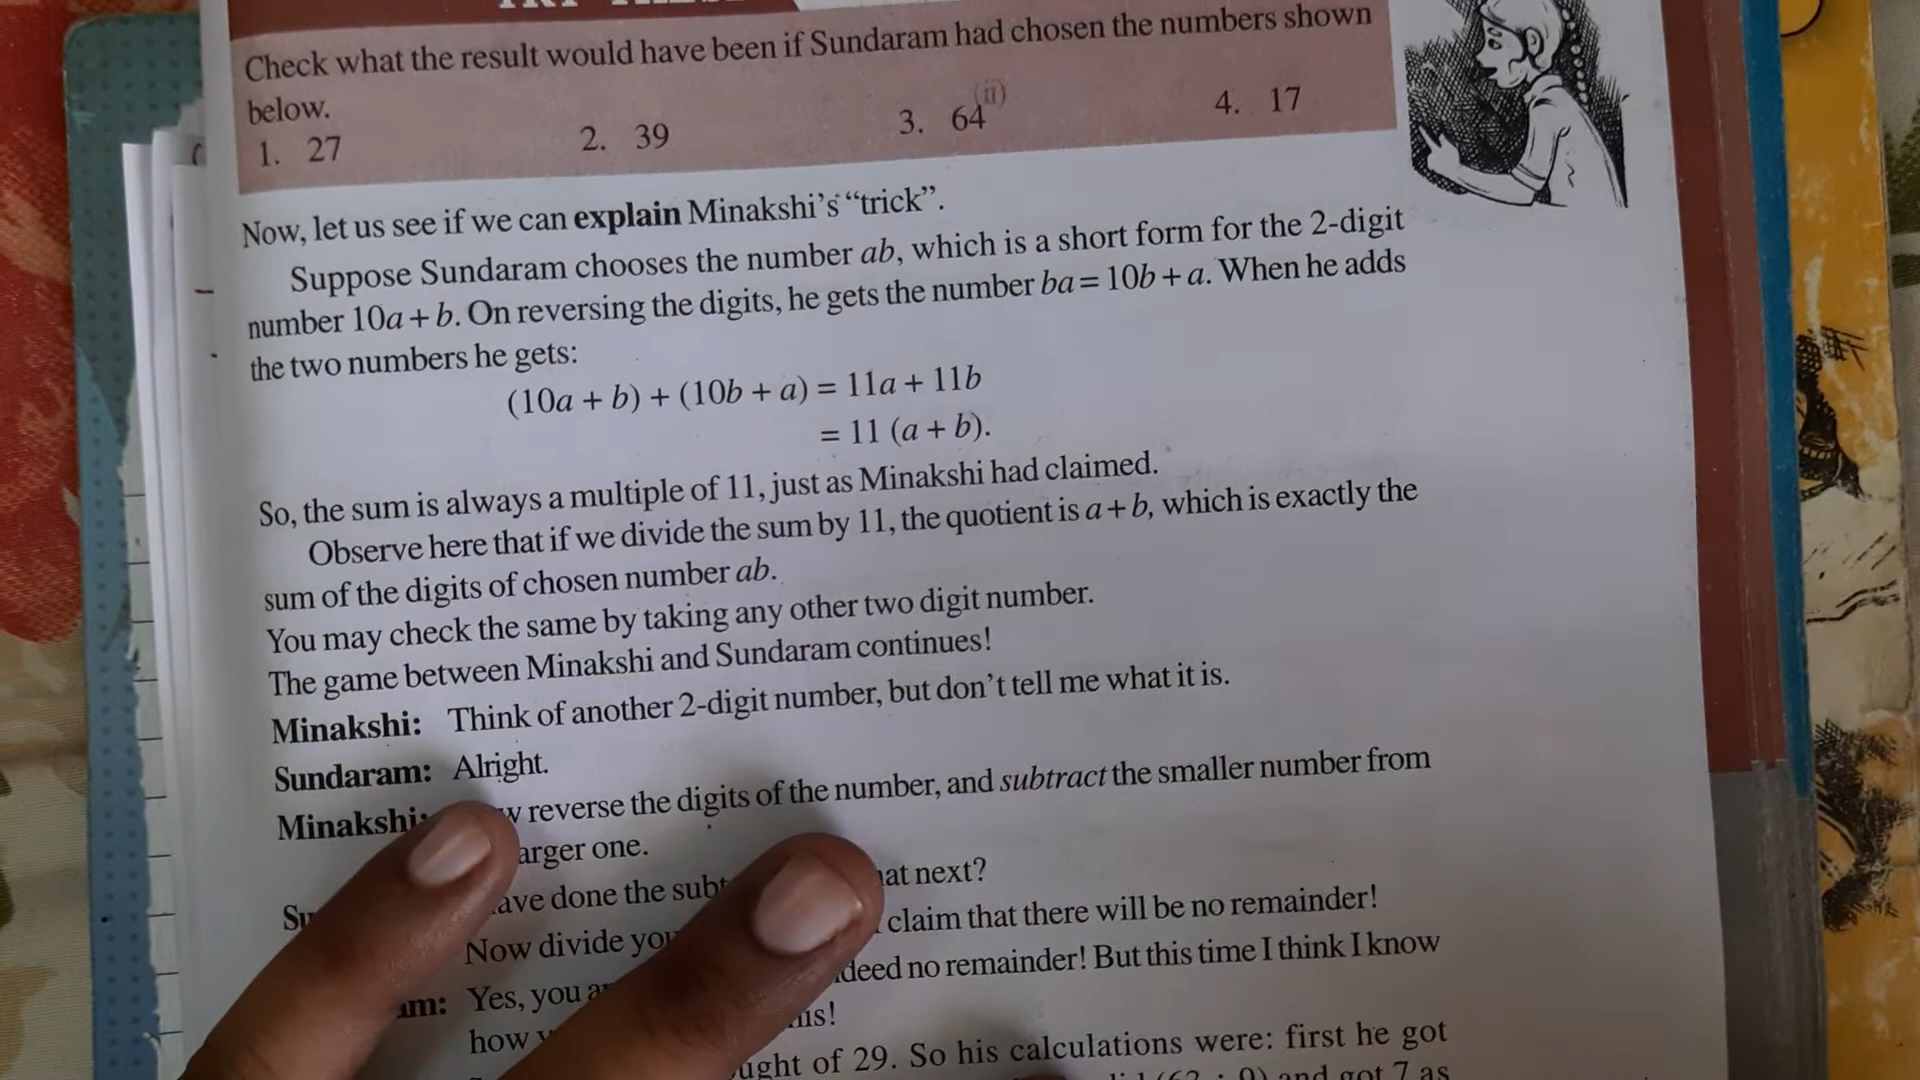 Check what the result would have been if Sundaram had chosen the numbers shown
below.
1. 27 2. 39 3. 64 (ii) 4. 17
Now, let us see if we can explain Minakshi's “trick”.
Suppose Sundaram chooses the number ab, which is a short form for the 2-digit
number 10a + b. On reversing the digits, he gets the number ba = 10b + a. When he adds
the two numbers he gets:
(10a + b) + (10b + a) = 11a + 11b
= 11 (a + b).
So, the sum is always a multiple of 11, just as Minakshi had claimed.
Observe here that if we divide the sum by 11, the quotient is a + b, which is exactly the
sum of the digits of chosen number ab.
You may check the same by taking any other two digit number.
The game between Minakshi and Sundaram continues!
Minakshi: Think of another 2-digit number, but don't tell me what it is.
Sundaram: Alright.
Minakshi: reverse the digits of the number, and subtract the smaller number from
one.
done the next?
Now divide claim that there will be no remainder!
Yes, you no remainder! But this time I think I know
how
of 29. So his calculations were: first he got
and got 7 as